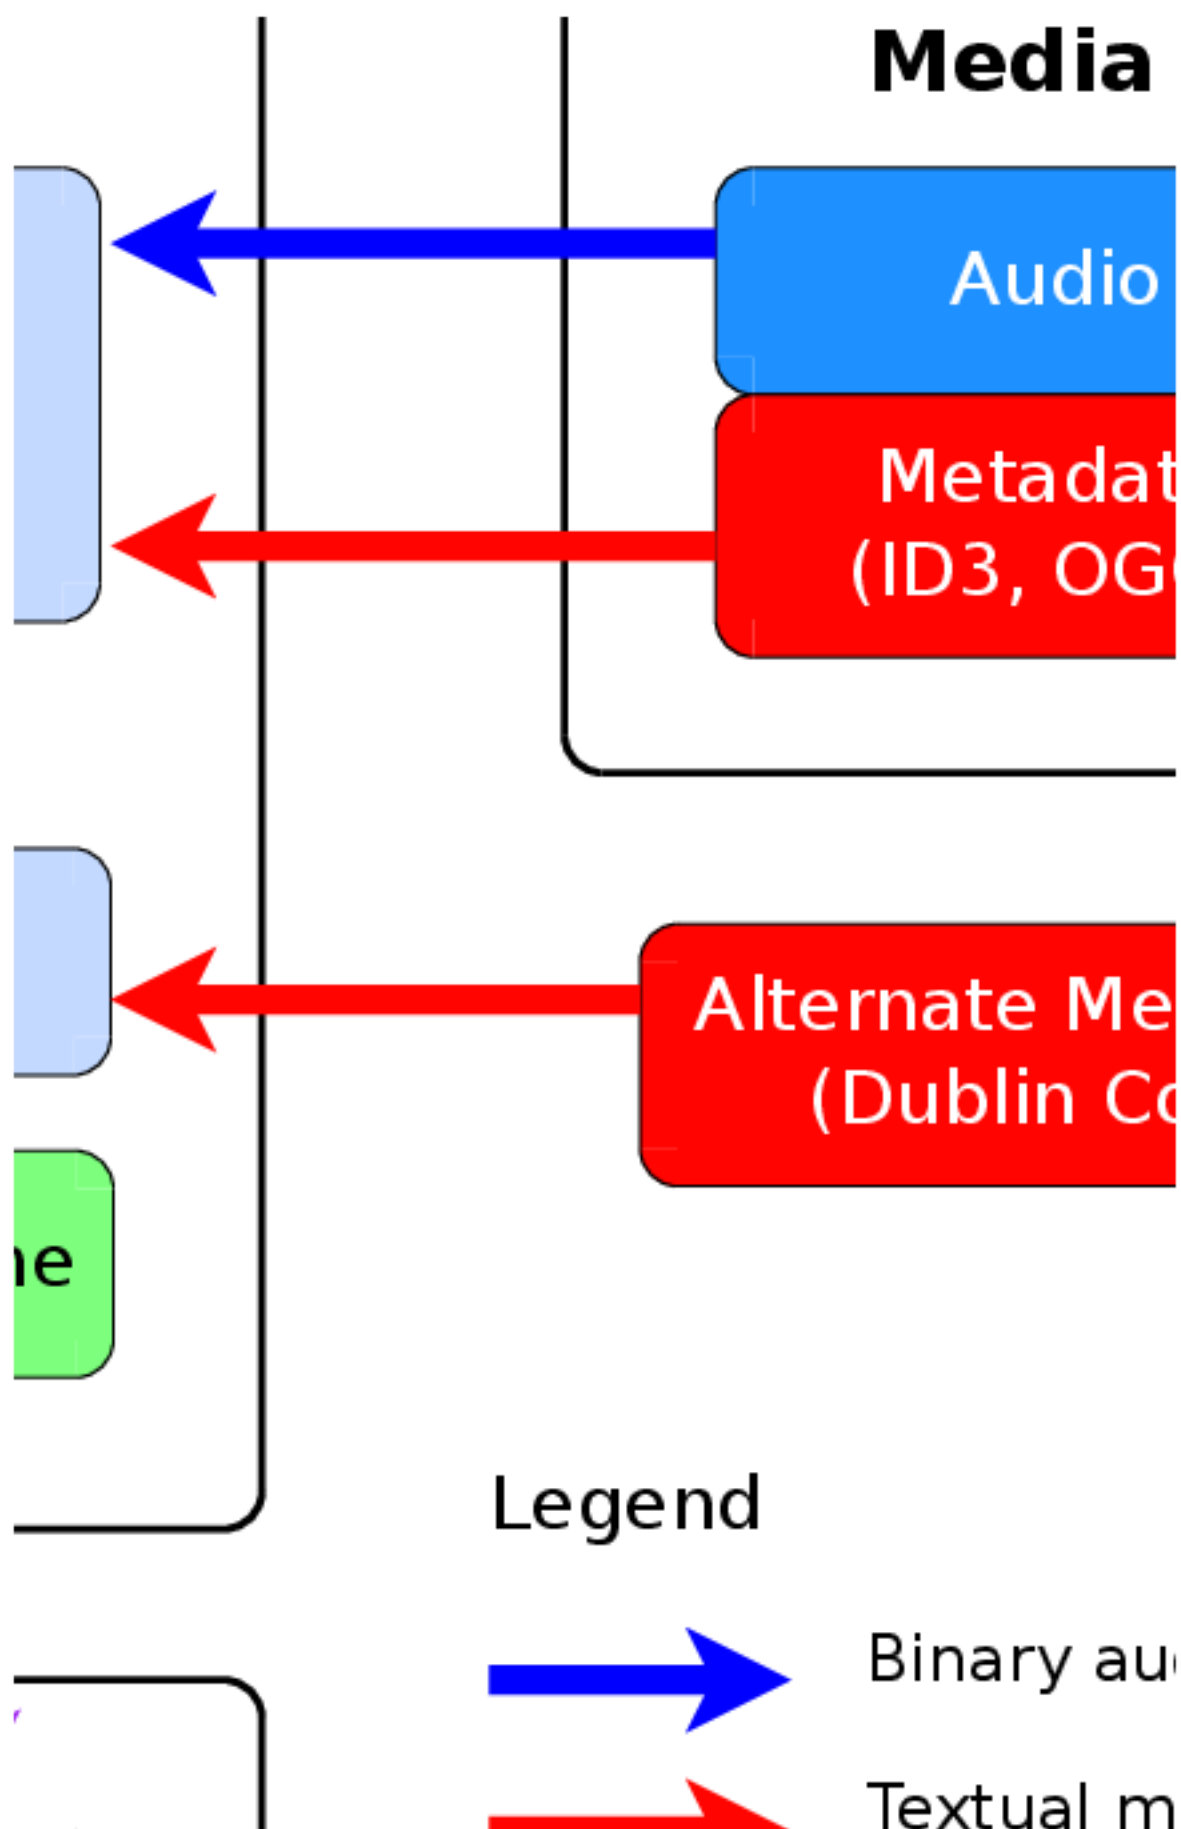 Media
Audio
Metadat
(ID3, OG
Alternate Me
(Dublin Co
ne
Legend
Binary au
Textual m